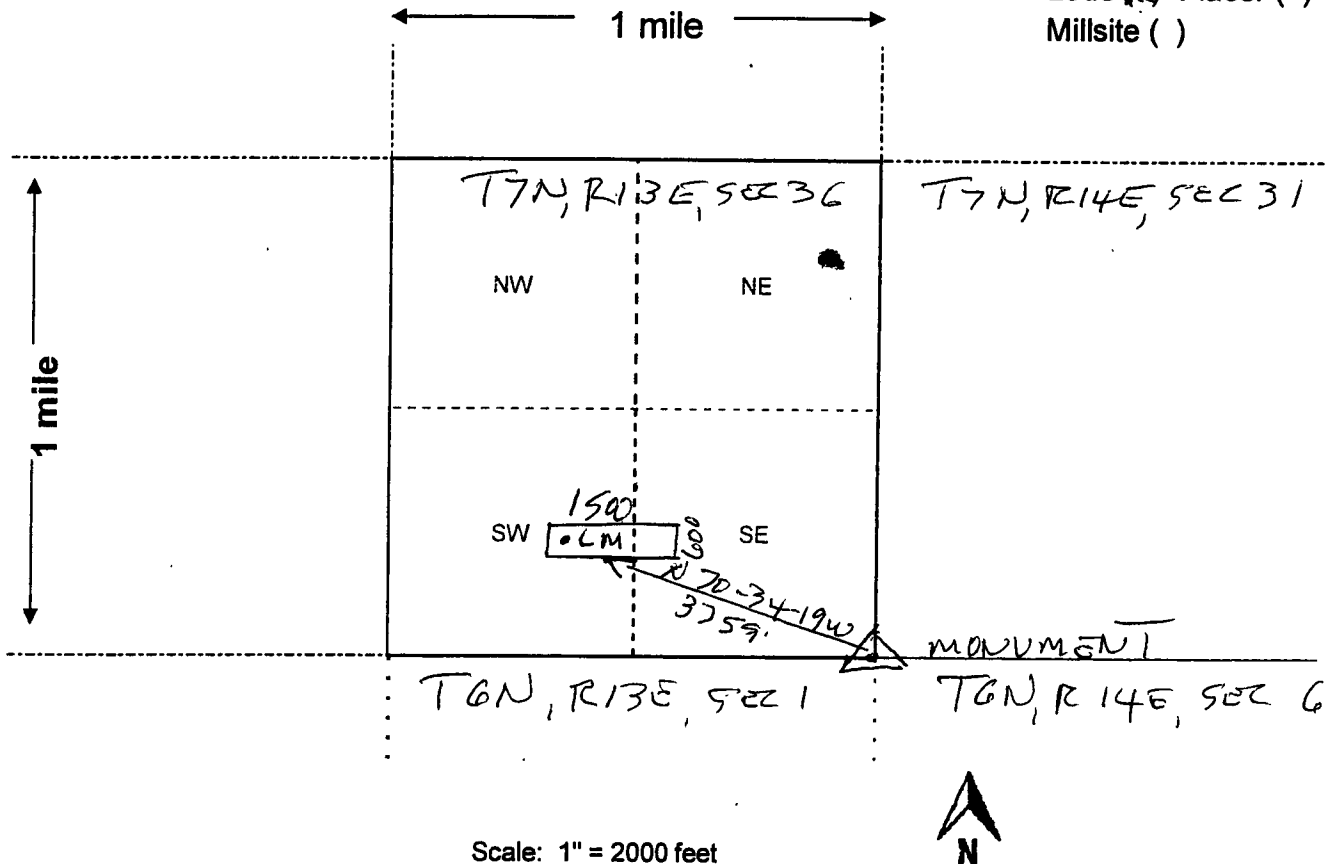 1 mile
Millsite ( )
T7N, R13E, SEC 36
T7N, R14E, SEC 31
NW
NE
1 mile
1500
SW
• LM
600
SE
N 70-34-19W
3759'
MONUMENT
T6N, R13E, SEC 1
T6N, R14E, SEC 6
Scale: 1" = 2000 feet
N